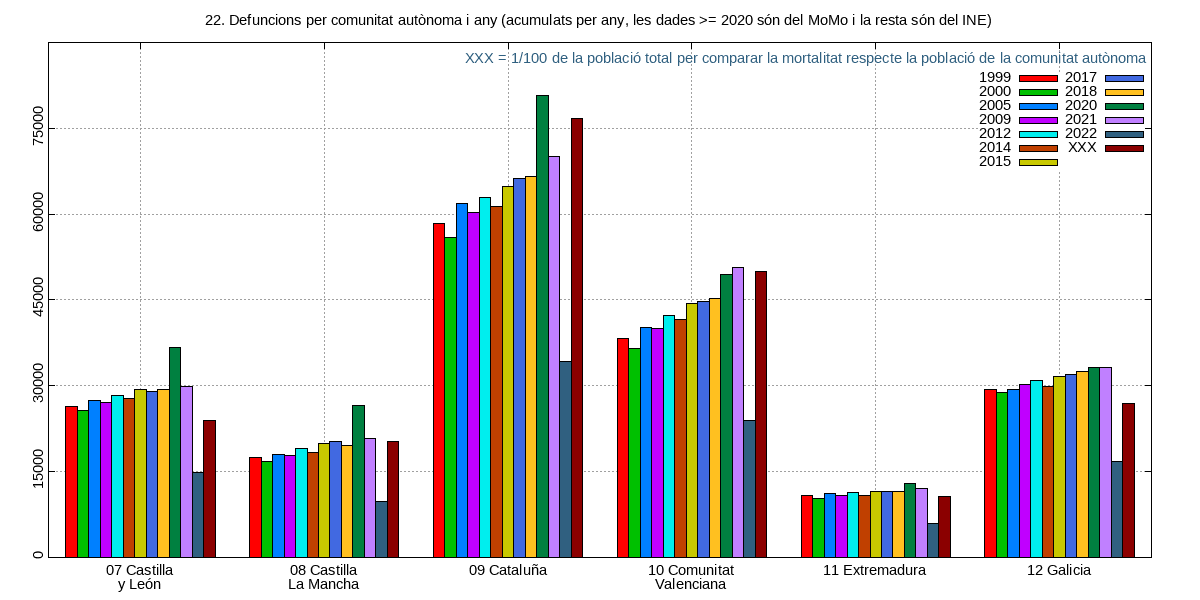 22. Defuncions per comunitat autònoma i any (acumulats per any, les dades >= 2020 són del MoMo i la resta són del INE)
XXX = 1/100 de la població total per comparar la mortalitat respecte la població de la comunitat autònoma
1999 2017
2000 2018
2005 2020
2009 2021
2012 2022
2014 XXX
2015
75000
60000
45000
30000
15000
0
07 Castilla
y León
08 Castilla
La Mancha
09 Cataluña
10 Comunitat
Valenciana
11 Extremadura
12 Galicia